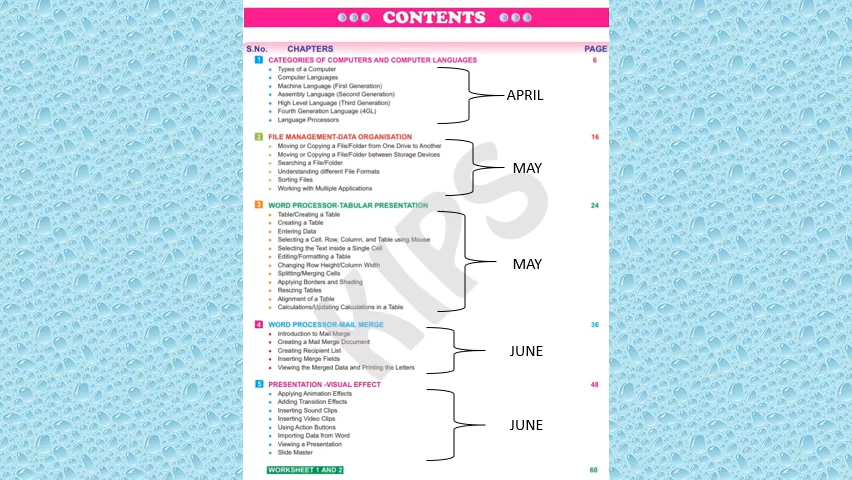 CONTENTS
S.No. CHAPTERS PAGE
1 CATEGORIES OF COMPUTERS AND COMPUTER LANGUAGES 6
Types of a Computer
Computer Languages
Machine Language (First Generation)
Assembly Language (Second Generation)
High Level Language (Third Generation)
Fourth Generation Language (4GL)
Language Processors
APRIL
2 FILE MANAGEMENT-DATA ORGANISATION 16
Moving or Copying a File/Folder from One Drive to Another
Moving or Copying a File/Folder between Storage Devices
Searching a File/Folder
Understanding different File Formats
Sorting Files
Working with Multiple Applications
MAY
3 WORD PROCESSOR-TABULAR PRESENTATION 24
Table/Creating a Table
Creating a Table
Entering Data
Selecting a Cell, Row, Column, and Table using Mouse
Selecting the Text inside a Single Cell
Editing/Formatting a Table
Changing Row Height/Column Width
Splitting/Merging Cells
Applying Borders and Shading
Resizing Tables
Alignment of a Table
Calculations/Updating Calculations in a Table
MAY
4 WORD PROCESSOR-MAIL MERGE 36
Introduction to Mail Merge
Creating a Mail Merge Document
Creating Recipient List
Inserting Merge Fields
Viewing the Merged Data and Printing the Letters
JUNE
5 PRESENTATION -VISUAL EFFECT 48
Applying Animation Effects
Adding Transition Effects
Inserting Sound Clips
Inserting Video Clips
Using Action Buttons
Importing Data from Word
Viewing a Presentation
Slide Master
JUNE
WORKSHEET 1 AND 2 60
KIPS